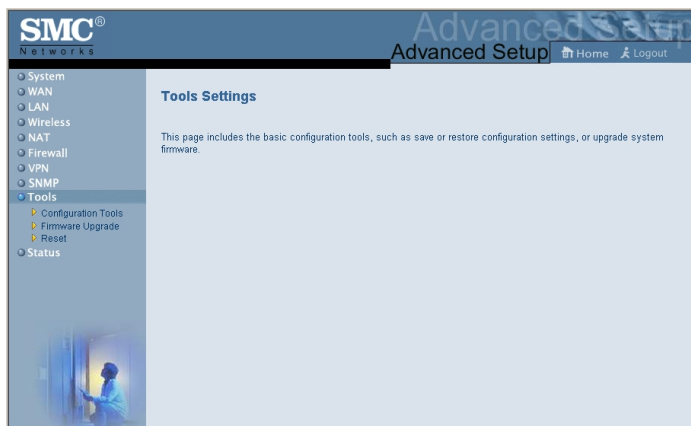 SMC®
Networks
Advanced Setup
Advanced Setup
Home
Logout
System
WAN
LAN
Wireless
NAT
Firewall
VPN
SNMP
Tools
Configuration Tools
Firmware Upgrade
Reset
Status
Tools Settings
This page includes the basic configuration tools, such as save or restore configuration settings, or upgrade system
firmware.